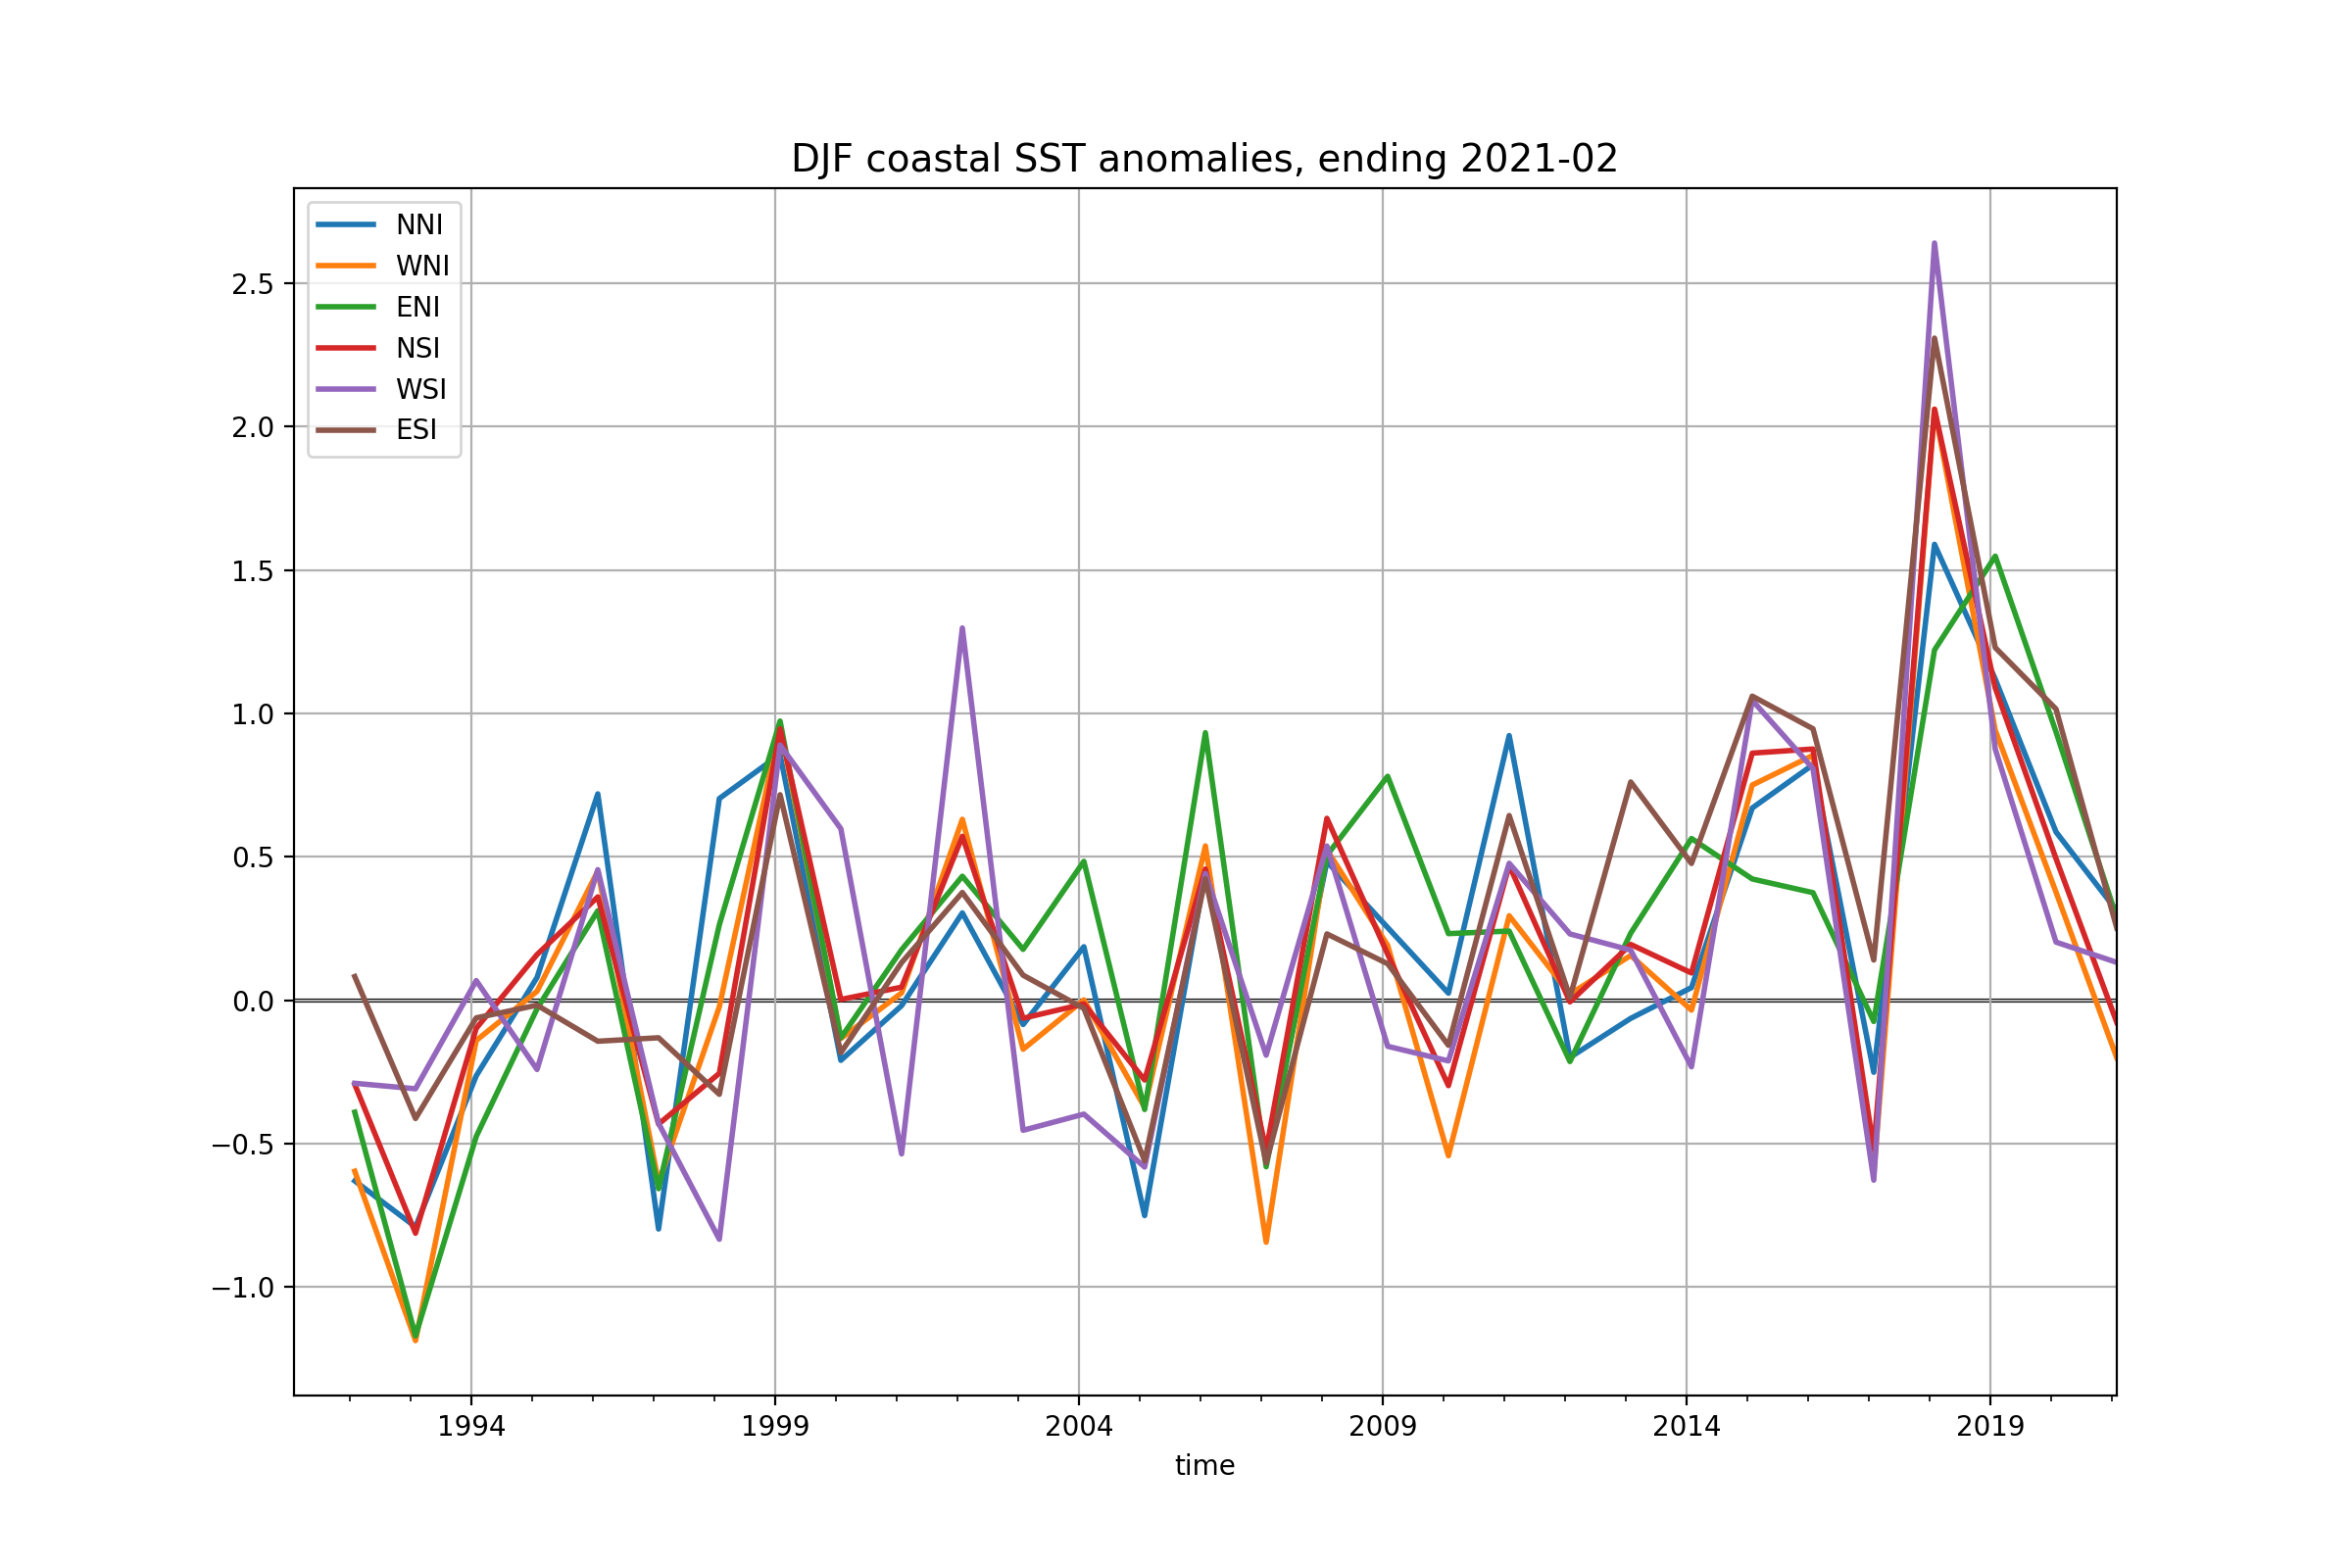 DJF coastal SST anomalies, ending 2021-02
NNI
WNI
ENI
NSI
WSI
ESI
2.5
2.0
1.5
1.0
0.5
0.0
−0.5
−1.0
1994 1999 2004 2009 2014 2019
time